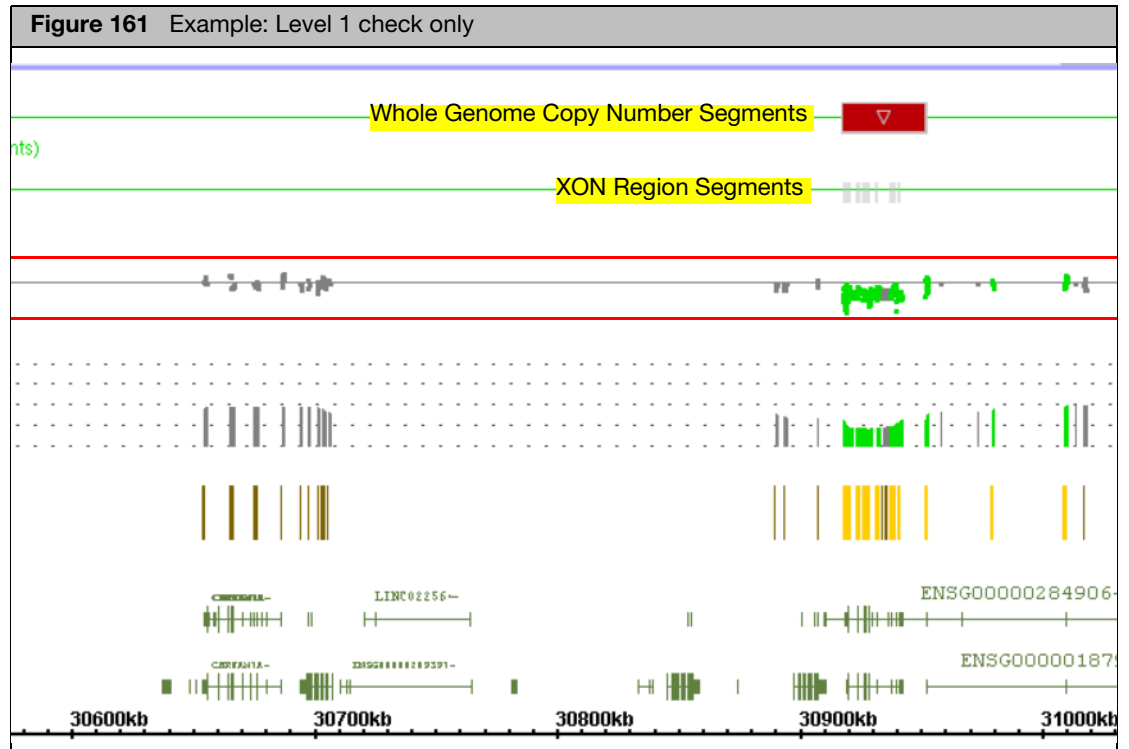 Figure 161 Example: Level 1 check only
Whole Genome Copy Number Segments
nts)
XON Region Segments
LINC02256-
ENSG00000284906-
ENSG000001879
30600kb 30700kb 30800kb 30900kb 31000kb